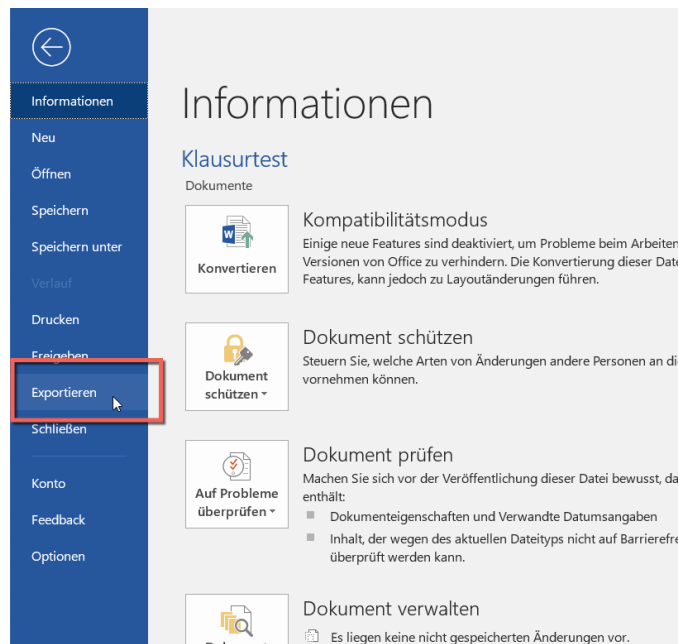 Informationen
Neu
Öffnen
Speichern
Speichern unter
Verlauf
Drucken
Freigeben
Exportieren
Schließen
Konto
Feedback
Optionen
Informationen
Klausurtest
Dokumente
Konvertieren
Kompatibilitätsmodus
Einige neue Features sind deaktiviert, um Probleme beim Arbeiten
Versionen von Office zu verhindern. Die Konvertierung dieser Date
Features, kann jedoch zu Layoutänderungen führen.
Dokument
schützen
Dokument schützen
Steuern Sie, welche Arten von Änderungen andere Personen an di
vornehmen können.
Auf Probleme
überprüfen
Dokument prüfen
Machen Sie sich vor der Veröffentlichung dieser Datei bewusst, da
enthält:
Dokumenteigenschaften und Verwandte Datumsangaben
Inhalt, der wegen des aktuellen Dateityps nicht auf Barrierefre
überprüft werden kann.
Dokument verwalten
Es liegen keine nicht gespeicherten Änderungen vor.